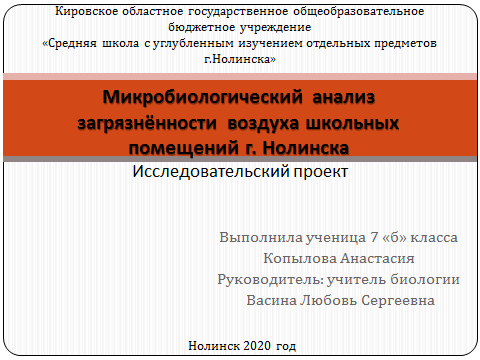 Кировское областное государственное общеобразовательное
бюджетное учреждение
«Средняя школа с углубленным изучением отдельных предметов
г.Нолинска»
Микробиологический анализ
загрязнённости воздуха школьных
помещений г. Нолинска
Исследовательский проект
Выполнила ученица 7 «б» класса
Копылова Анастасия
Руководитель: учитель биологии
Васина Любовь Сергеевна
Нолинск 2020 год